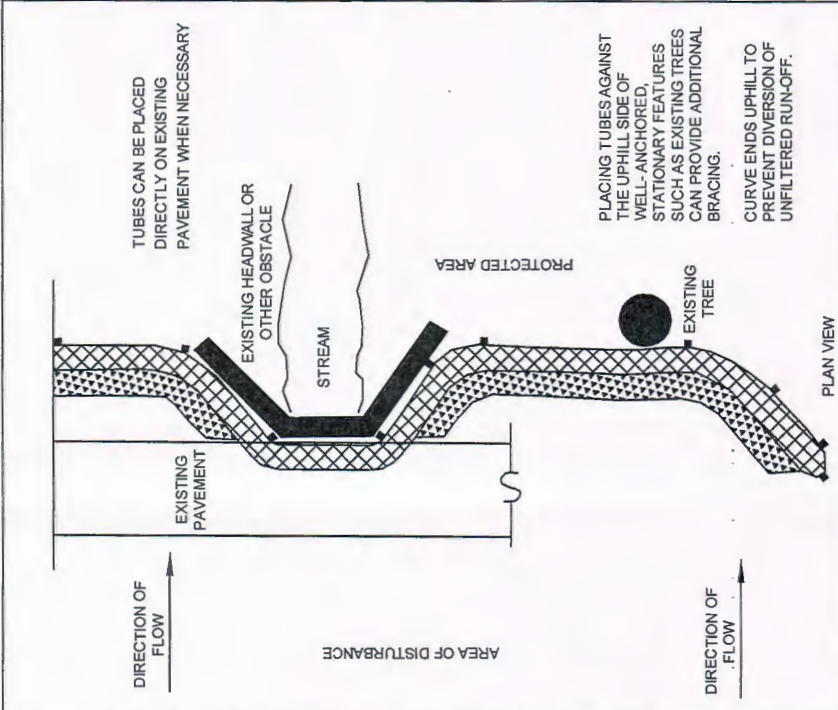 TUBES CAN BE PLACED
DIRECTLY ON EXISTING
PAVEMENT WHEN NECESSARY
EXISTING HEADWALL OR
OTHER OBSTACLE
STREAM
PROTECTED AREA
EXISTING
PAVEMENT
DIRECTION OF
FLOW
AREA OF DISTURBANCE
PLACING TUBES AGAINST
THE UPHILL SIDE OF
WELL- ANCHORED,
STATIONARY FEATURES
SUCH AS EXISTING TREES
CAN PROVIDE ADDITIONAL
BRACING.
EXISTING
TREE
CURVE ENDS UPHILL TO
PREVENT DIVERSION OF
UNFILTERED RUN-OFF.
DIRECTION OF
FLOW
PLAN VIEW